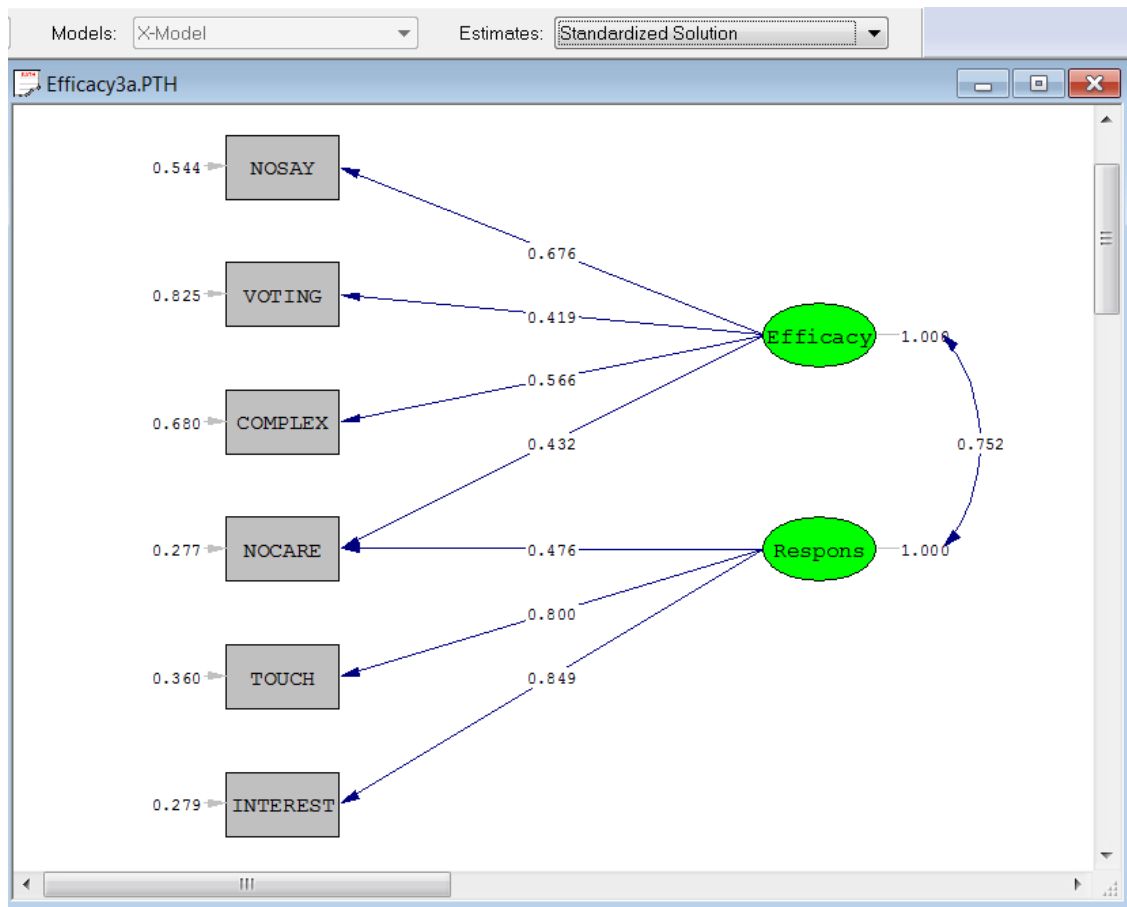 Models: X-Model Estimates: Standardized Solution
Efficacy3a.PTH
0.544 NOSAY
0.676
0.825 VOTING
0.419
Efficacy 1.000
0.566
0.680 COMPLEX
0.432
0.752
0.277 NOCARE
0.476
Respons 1.000
0.800
0.360 TOUCH
0.849
0.279 INTEREST